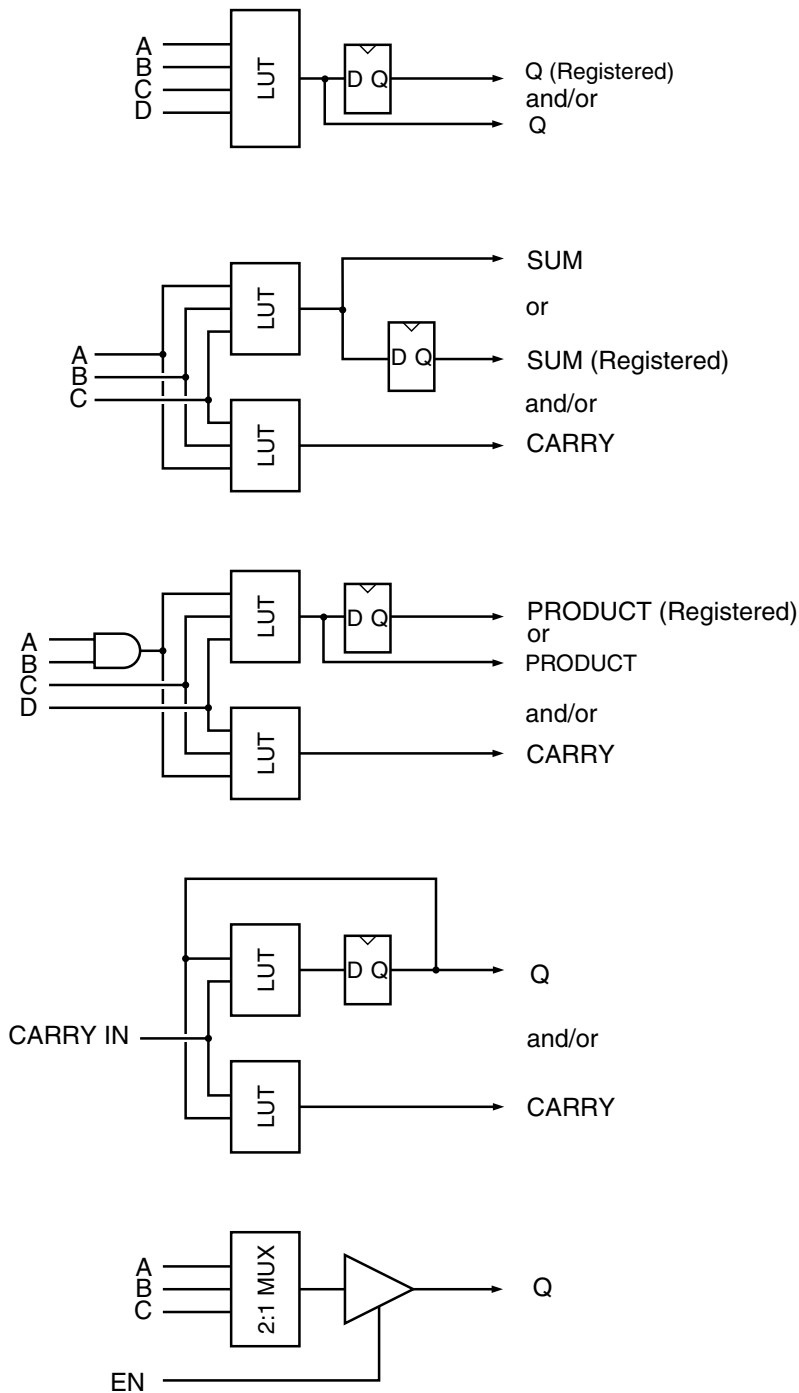 A
B
C
D
LUT
D Q
Q (Registered)
and/or
Q
A
B
C
LUT
LUT
D Q
SUM
or
SUM (Registered)
and/or
CARRY
A
B
C
D
LUT
LUT
D Q
PRODUCT (Registered)
or
PRODUCT
and/or
CARRY
CARRY IN
LUT
LUT
D Q
Q
and/or
CARRY
A
B
C
2:1 MUX
EN
Q